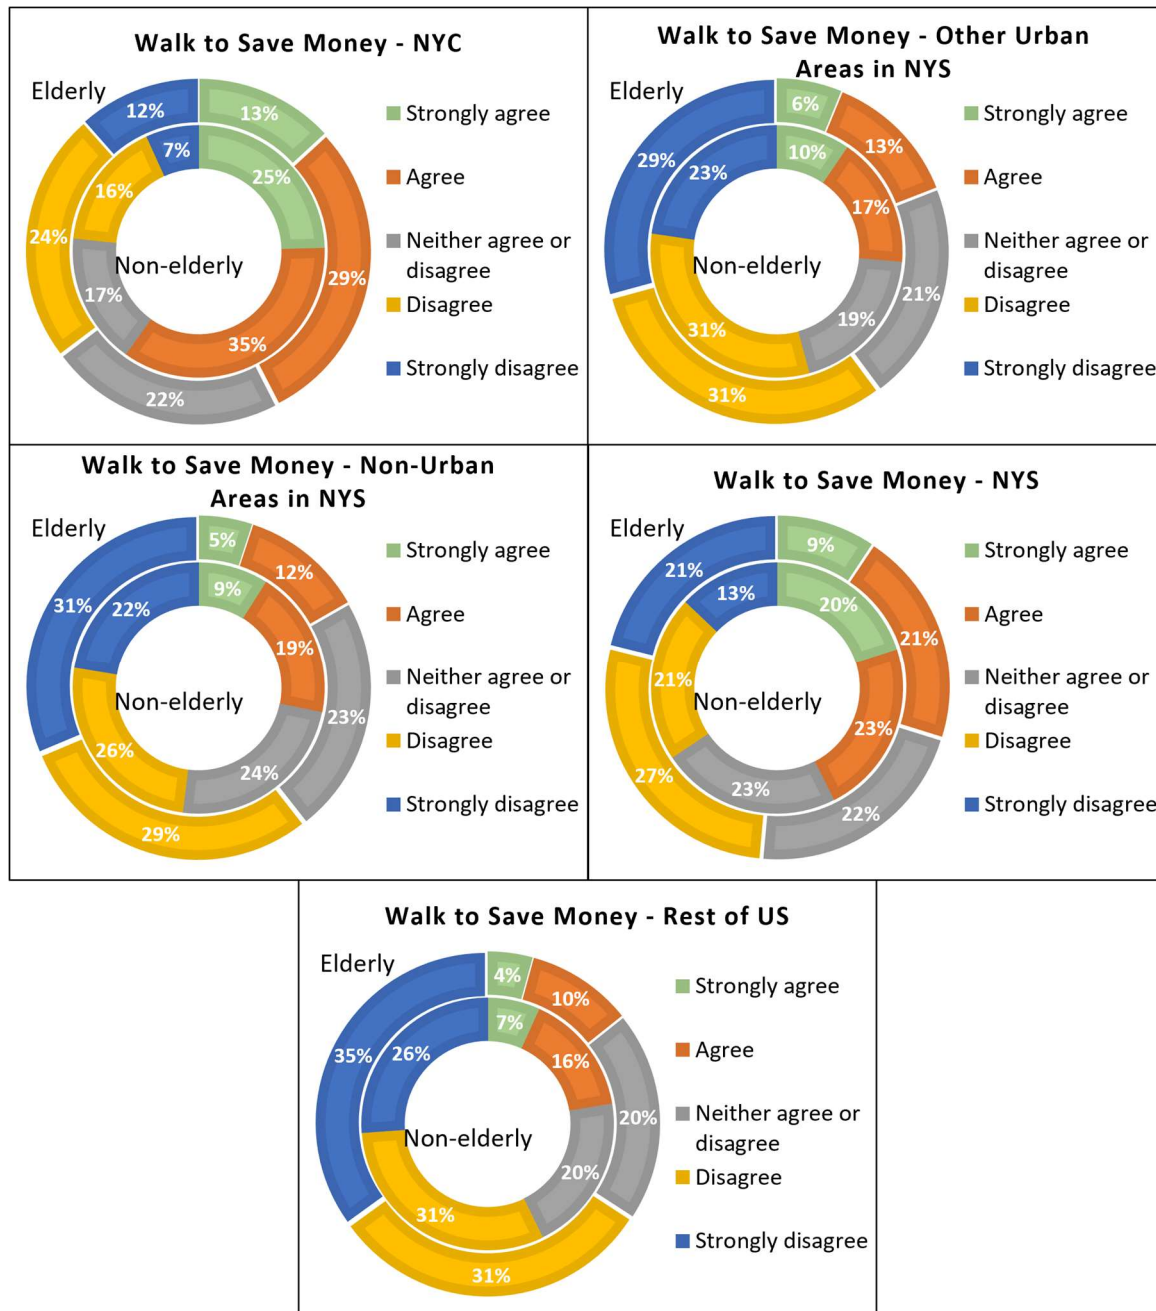 Walk to Save Money - NYC
Elderly
12%
13%
7%
25%
16%
24%
Non-elderly
17%
29%
35%
22%
Strongly agree
Agree
Neither agree or
disagree
Disagree
Strongly disagree
Walk to Save Money - Other Urban
Areas in NYS
Elderly
6%
13%
10%
29%
23%
17%
Non-elderly
21%
19%
31%
31%
Strongly agree
Agree
Neither agree or
disagree
Disagree
Strongly disagree
Walk to Save Money - Non-Urban
Areas in NYS
Elderly
5%
12%
9%
31%
22%
19%
Non-elderly
23%
26%
24%
29%
Strongly agree
Agree
Neither agree or
disagree
Disagree
Strongly disagree
Walk to Save Money - NYS
Elderly
9%
21%
13%
20%
21%
21%
Non-elderly
23%
27%
23%
22%
Strongly agree
Agree
Neither agree or
disagree
Disagree
Strongly disagree
Walk to Save Money - Rest of US
Elderly
4%
10%
7%
35%
26%
16%
20%
Non-elderly
20%
31%
31%
Strongly agree
Agree
Neither agree or
disagree
Disagree
Strongly disagree